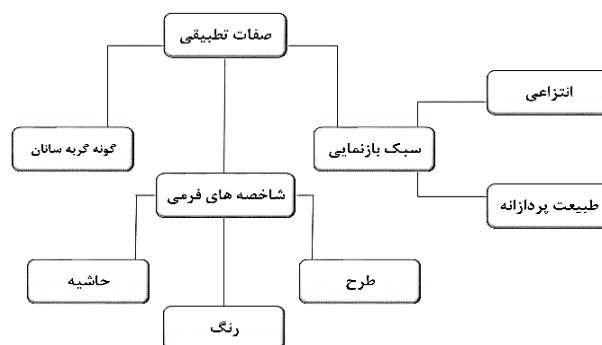 صفات تطبیقی
انتزاعی
سبک بازنمایی
گونه گربه سانان
شاخصه های فرمی
طبیعت پردازانه
طرح
حاشیه
رنگ